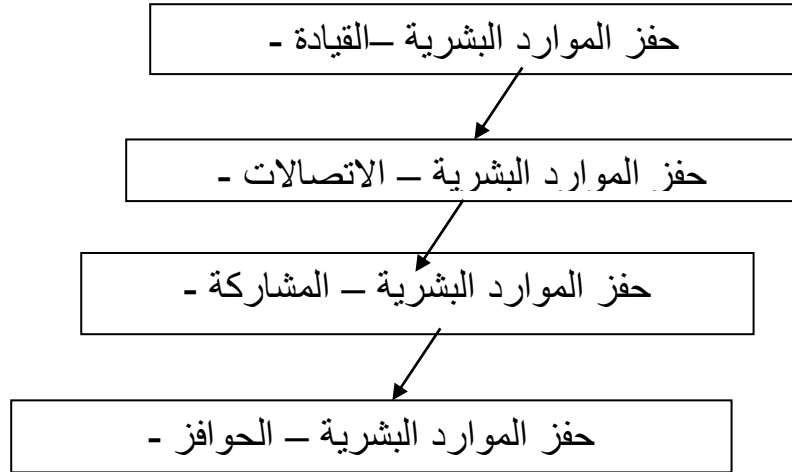 حفز الموارد البشرية –القيادة -
حفز الموارد البشرية – الاتصالات -
حفز الموارد البشرية – المشاركة -
حفز الموارد البشرية – الحوافز -